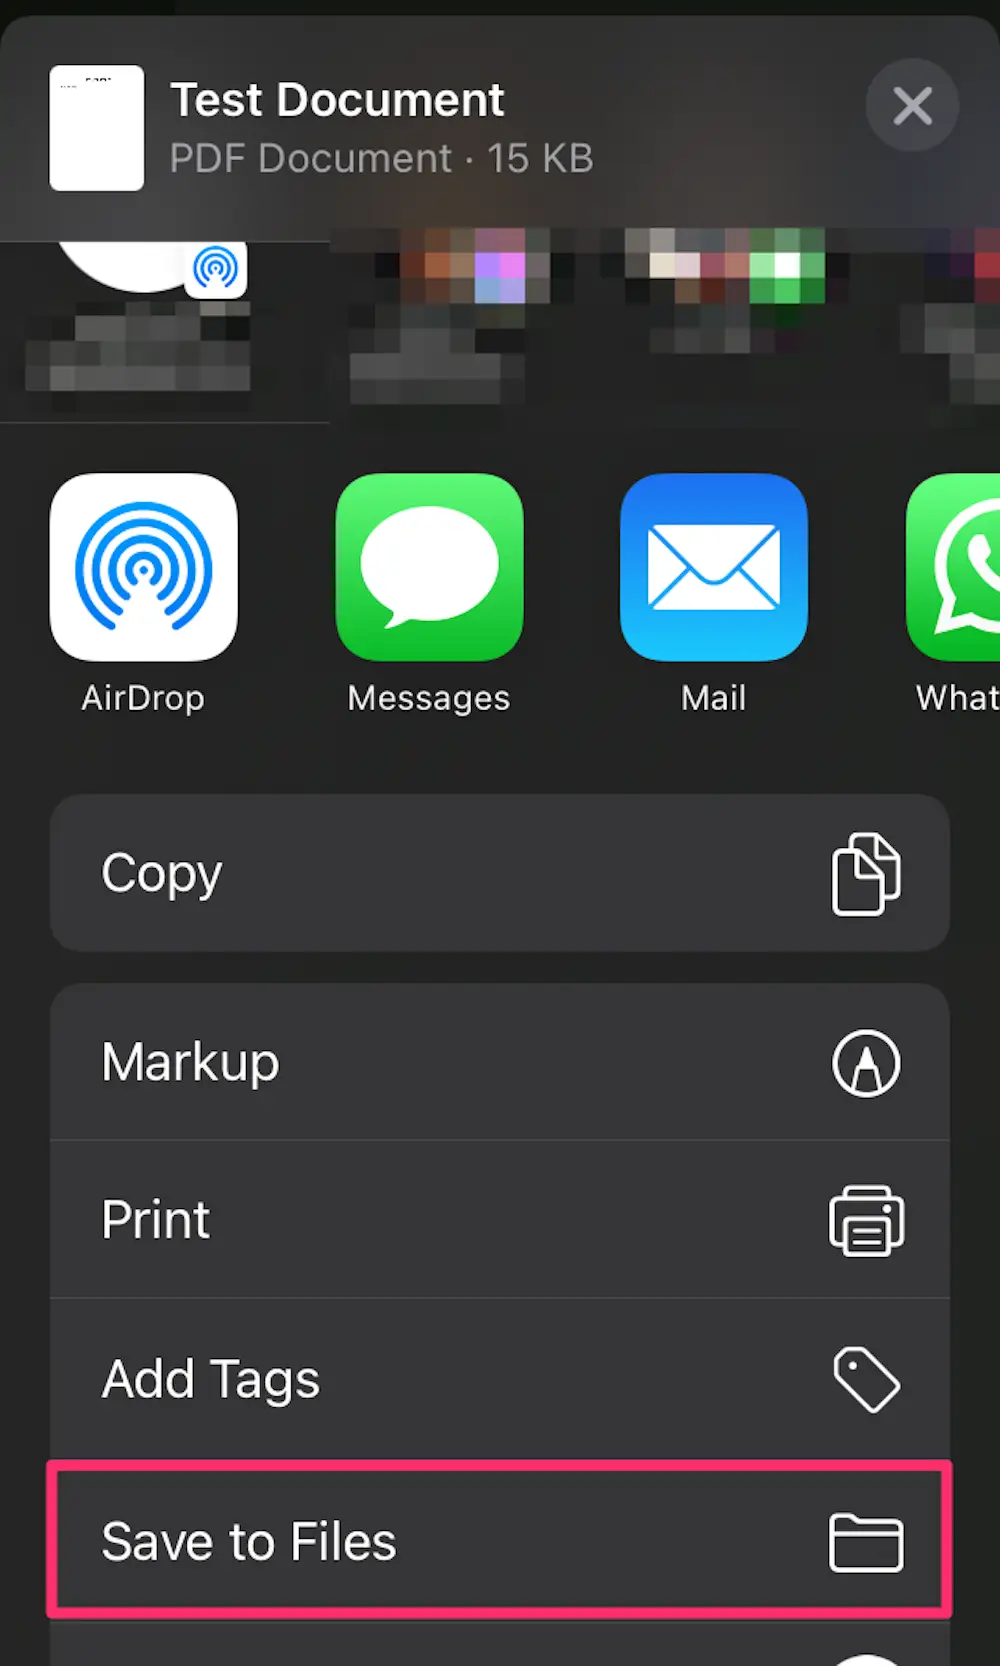 Test Document
PDF Document · 15 KB
AirDrop
Messages
Mail
What
Copy
Markup
Print
Add Tags
Save to Files